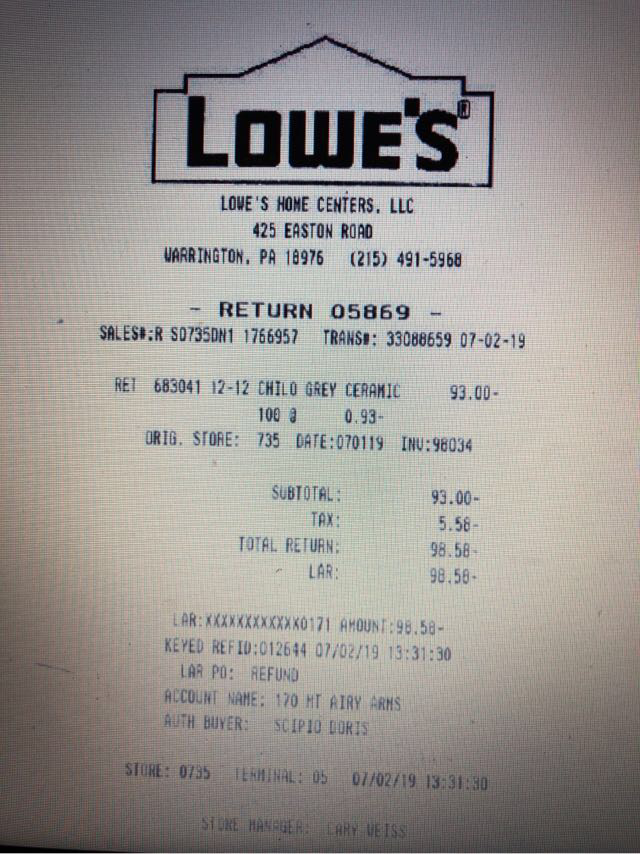 LOWE'S®
LOWE'S HOME CENTERS, LLC
425 EASTON ROAD
WARRINGTON, PA 18976 (215) 491-5968
- RETURN 05869 -
SALES#:R S0735DN1 1766957 TRANS#: 33088659 07-02-19
RET 683041 12-12 CHILO GREY CERAMIC 93.00-
100 @ 0.93-
ORIG. STORE: 735 DATE:070119 INV:98034
SUBTOTAL: 93.00-
TAX: 5.58-
TOTAL RETURN: 98.58-
LAR: 98.58-
LAR:XXXXXXXXXXXX0171 AMOUNT:98.58-
KEYED REFID:012644 07/02/19 13:31:30
LAR PO: REFUND
ACCOUNT NAME: 170 MT AIRY ARMS
AUTH BUYER: SCIPIO DORIS
STORE: 0735 TERMINAL: 05 07/02/19 13:31:30
STORE MANAGER: CARY WEISS